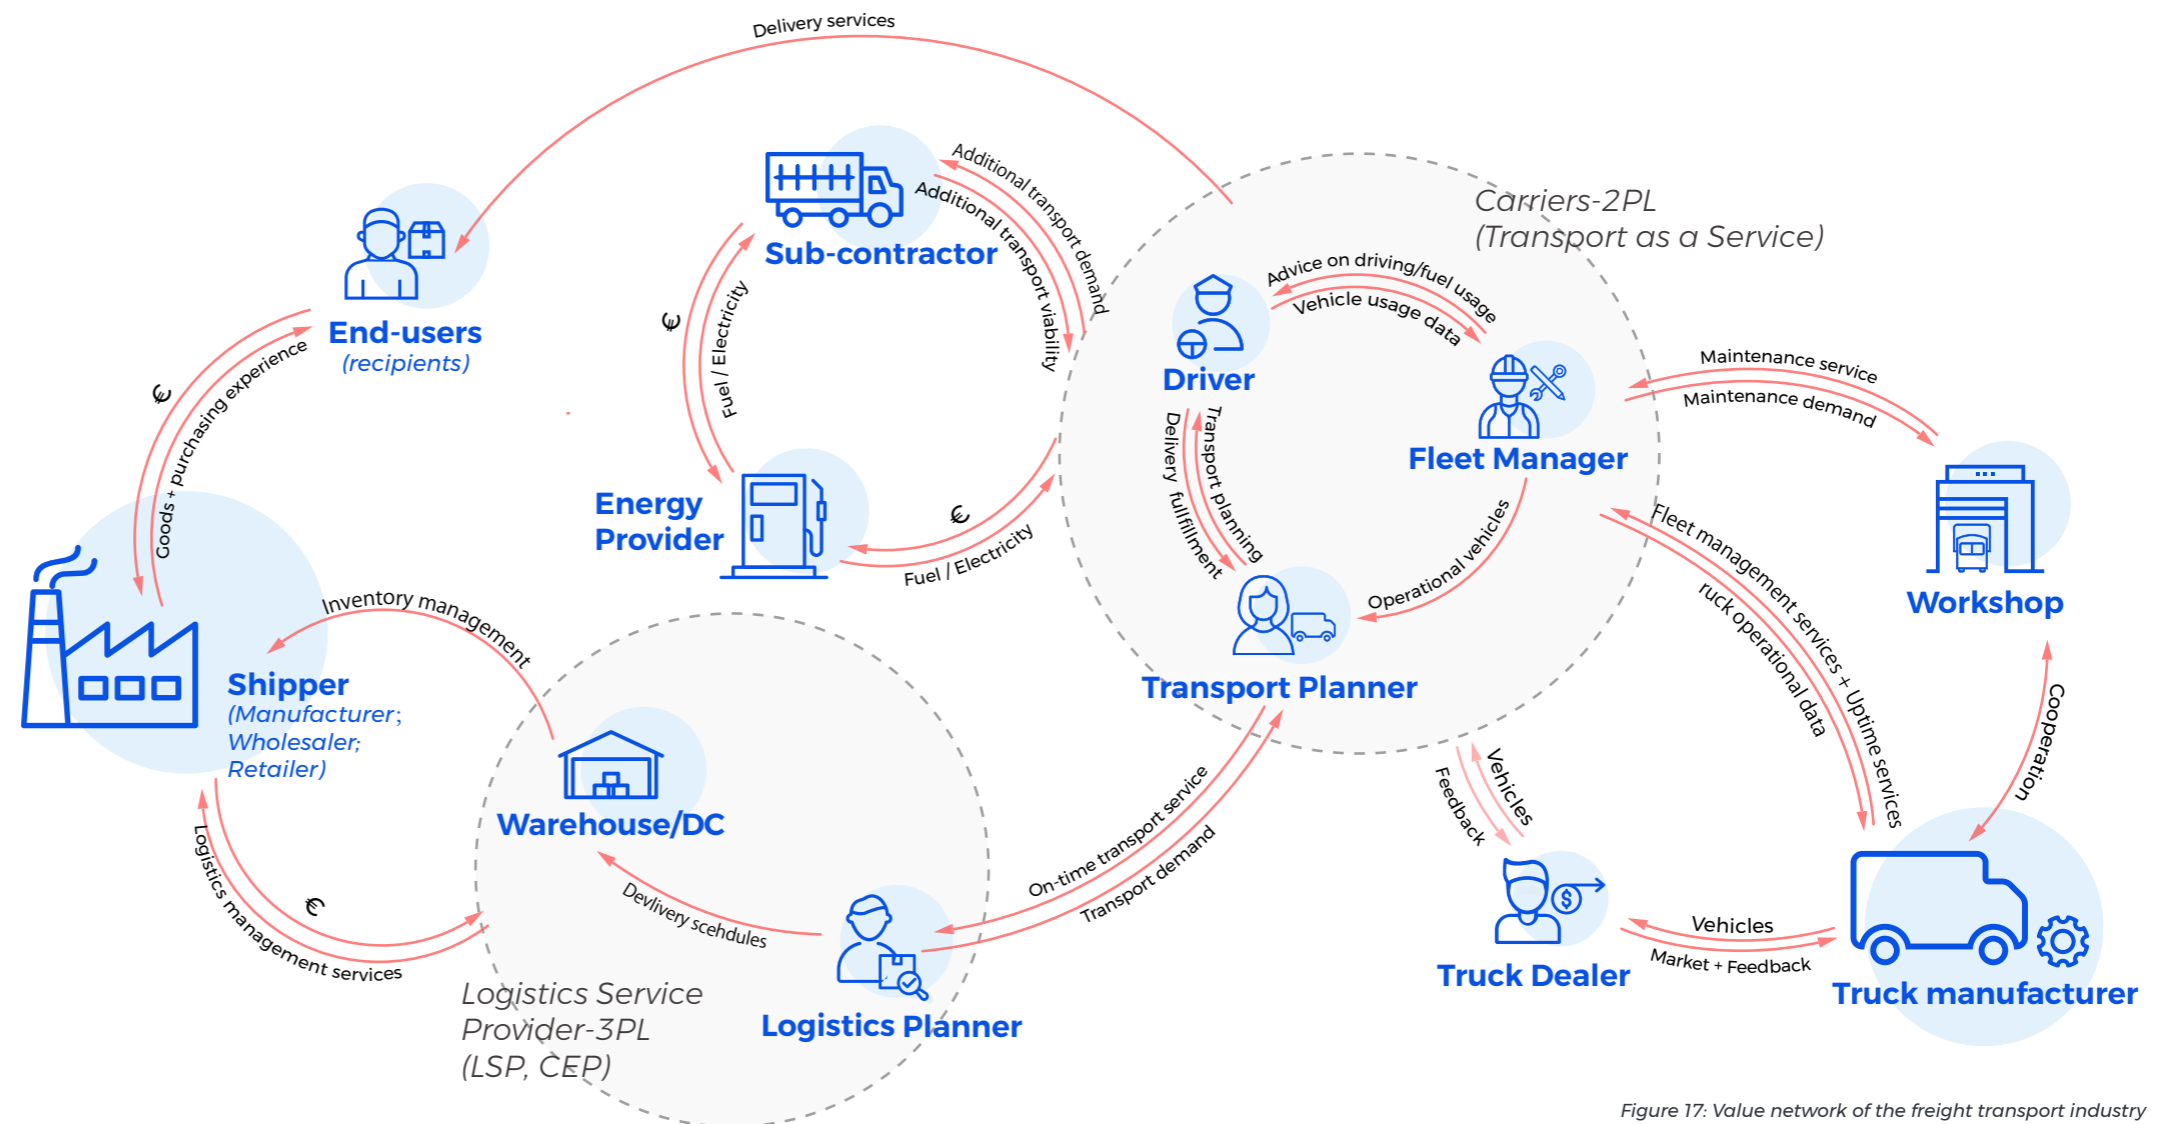 Delivery services
Additional transport demand
Additional transport viability
Sub-contractor
Carriers-2PL
(Transport as a Service)
Advice on driving/fuel usage
Vehicle usage data
Driver
Fleet Manager
Transport planning
Delivery fullfillment
Operational vehicles
Transport Planner
End-users
(recipients)
€
Goods + purchasing experience
€
Fuel / Electricity
Energy
Provider
€
Fuel / Electricity
Maintenance service
Maintenance demand
Workshop
Fleet management services + Uptime services
ruck operational data
Cooperation
Inventory management
Shipper
(Manufacturer;
Wholesaler;
Retailer)
€
Logistics management services
Warehouse/DC
Devlivery scehdules
Logistics Planner
Logistics Service
Provider-3PL
(LSP, CEP)
On-time transport service
Transport demand
Vehicles
Feedback
$
Truck Dealer
Vehicles
Market + Feedback
Truck manufacturer
Figure 17: Value network of the freight transport industry